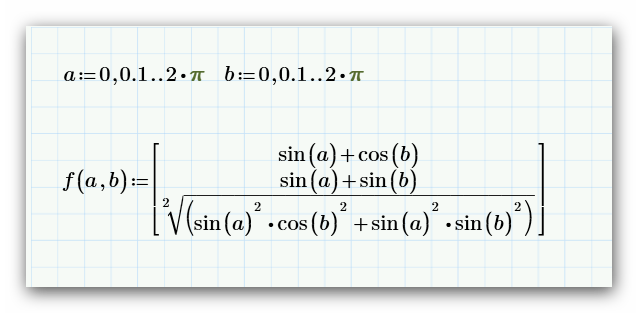 a:=0,0.1..2·π b:=0,0.1..2·π
f(a,b):=[sin(a)+cos(b)
sin(a)+sin(b)
²√(sin(a)²·cos(b)²+sin(a)²·sin(b)²)]